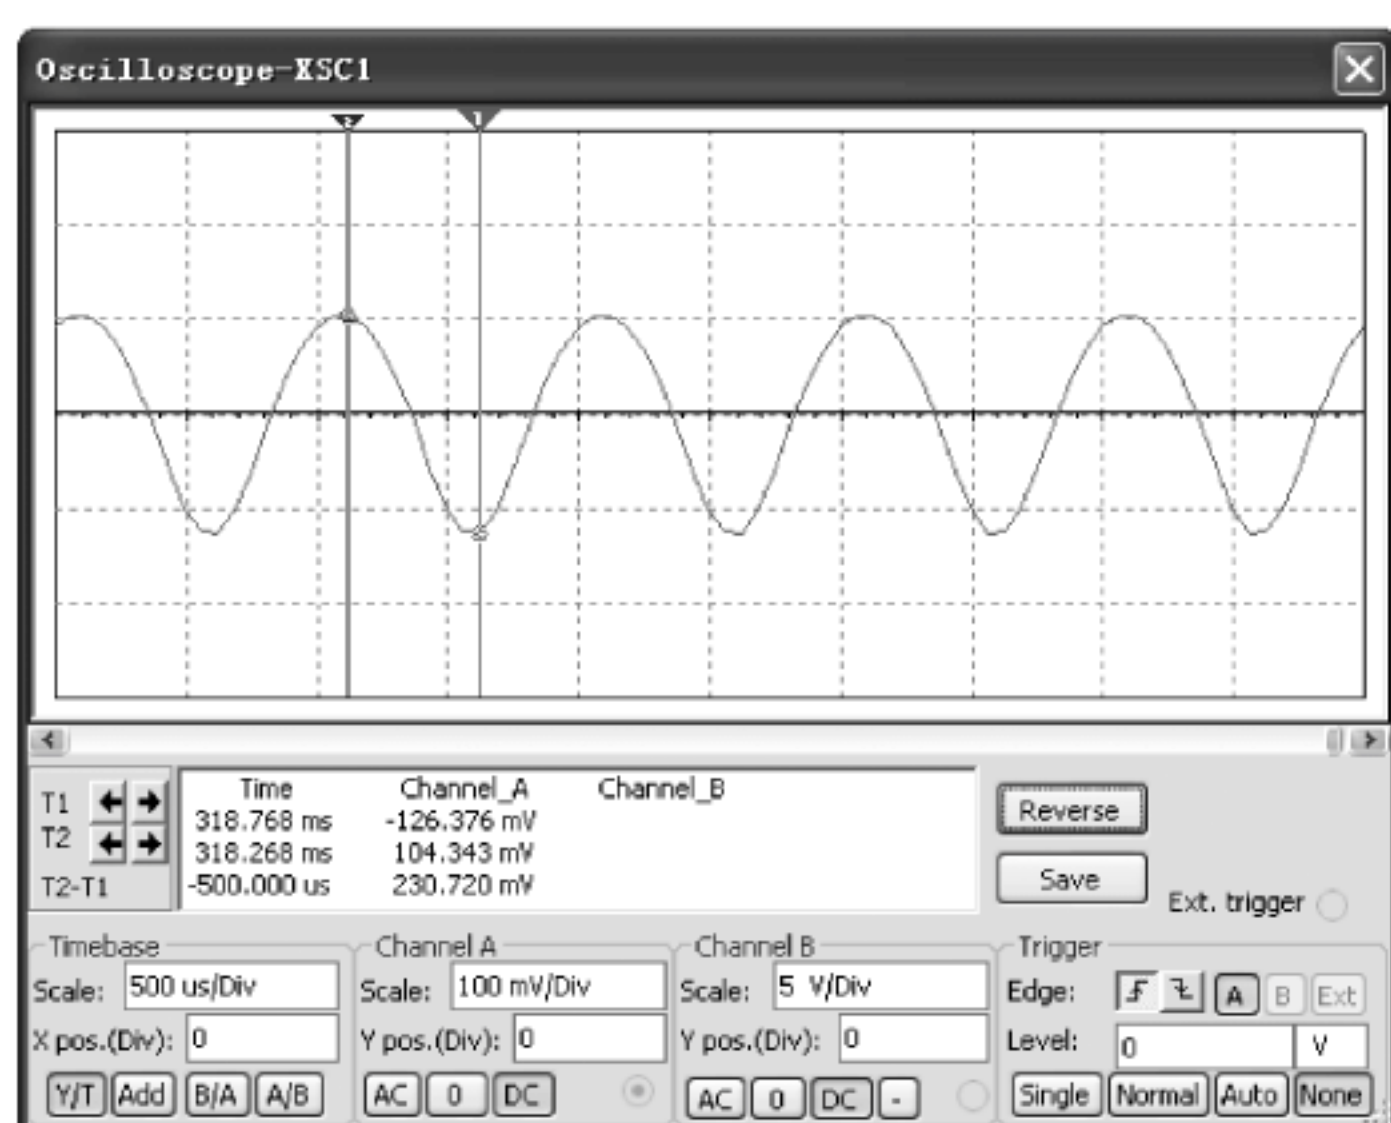 Oscilloscope-XSC1
2 1
Time Channel_A Channel_B
T1 318.768 ms -126.376 mV
T2 318.268 ms 104.343 mV
T2-T1 -500.000 us 230.720 mV
Reverse
Save
Ext. trigger
Timebase Channel A Channel B Trigger
Scale: 500 us/Div Scale: 100 mV/Div Scale: 5 V/Div Edge: A B Ext
X pos.(Div): 0 Y pos.(Div): 0 Y pos.(Div): 0 Level: 0 V
Y/T Add B/A A/B AC 0 DC AC 0 DC - Single Normal Auto None